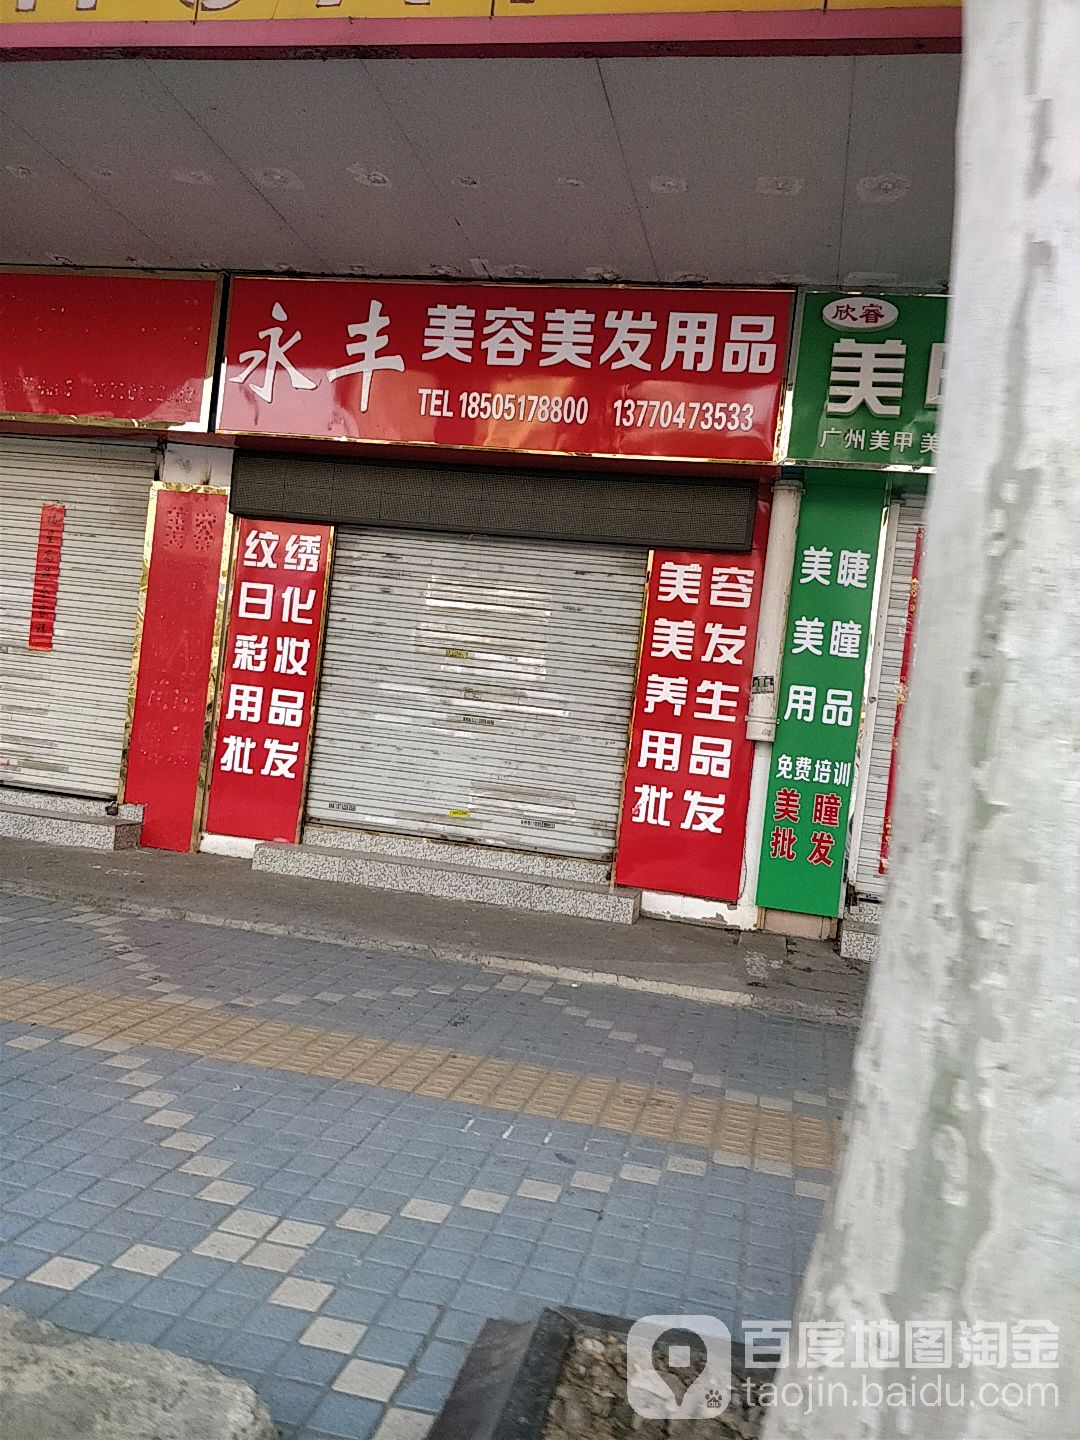 永丰 美容美发用品
TEL 18505178800 13770473533
纹绣
日化
彩妆
用品
批发
美容
美发
养生
用品
批发
欣睿
美
广州美甲美
美睫
美瞳
用品
免费培训
美瞳
批发
百度地图淘金
taojin.baidu.com